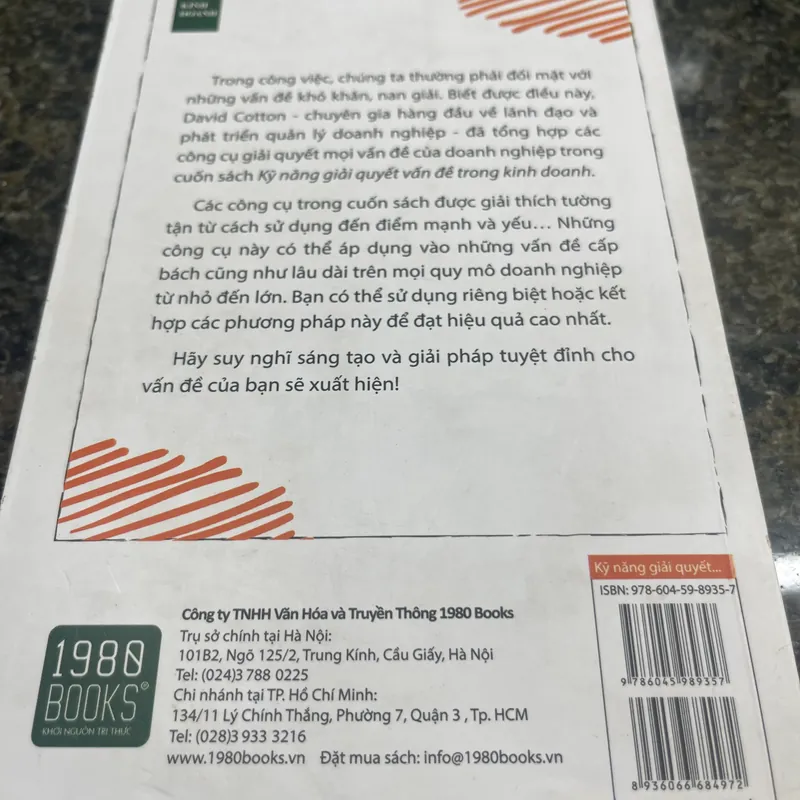 Trong công việc, chúng ta thường phải đối mặt với
những vấn đề khó khăn, nan giải. Biết được điều này,
David Cotton - chuyên gia hàng đầu về lãnh đạo và
phát triển quản lý doanh nghiệp - đã tổng hợp các
công cụ giải quyết mọi vấn đề của doanh nghiệp trong
cuốn sách Kỹ năng giải quyết vấn đề trong kinh doanh.
Các công cụ trong cuốn sách được giải thích tường
tận từ cách sử dụng đến điểm mạnh và yếu... Những
công cụ này có thể áp dụng vào những vấn đề cấp
bách cũng như lâu dài trên mọi quy mô doanh nghiệp
từ nhỏ đến lớn. Bạn có thể sử dụng riêng biệt hoặc kết
hợp các phương pháp này để đạt hiệu quả cao nhất.
Hãy suy nghĩ sáng tạo và giải pháp tuyệt đỉnh cho
vấn đề của bạn sẽ xuất hiện!
Kỹ năng giải quyết...
ISBN: 978-604-59-8935-7
9 786045 989357
8 936066 684972
1980
BOOKS®
KHƠI NGUỒN TRI THỨC
Công ty TNHH Văn Hóa và Truyền Thông 1980 Books
Trụ sở chính tại Hà Nội:
101B2, Ngõ 125/2, Trung Kính, Cầu Giấy, Hà Nội
Tel: (024)3 788 0225
Chi nhánh tại TP. Hồ Chí Minh:
134/11 Lý Chính Thắng, Phường 7, Quận 3 , Tp. HCM
Tel: (028)3 933 3216
www.1980books.vn Đặt mua sách: info@1980books.vn